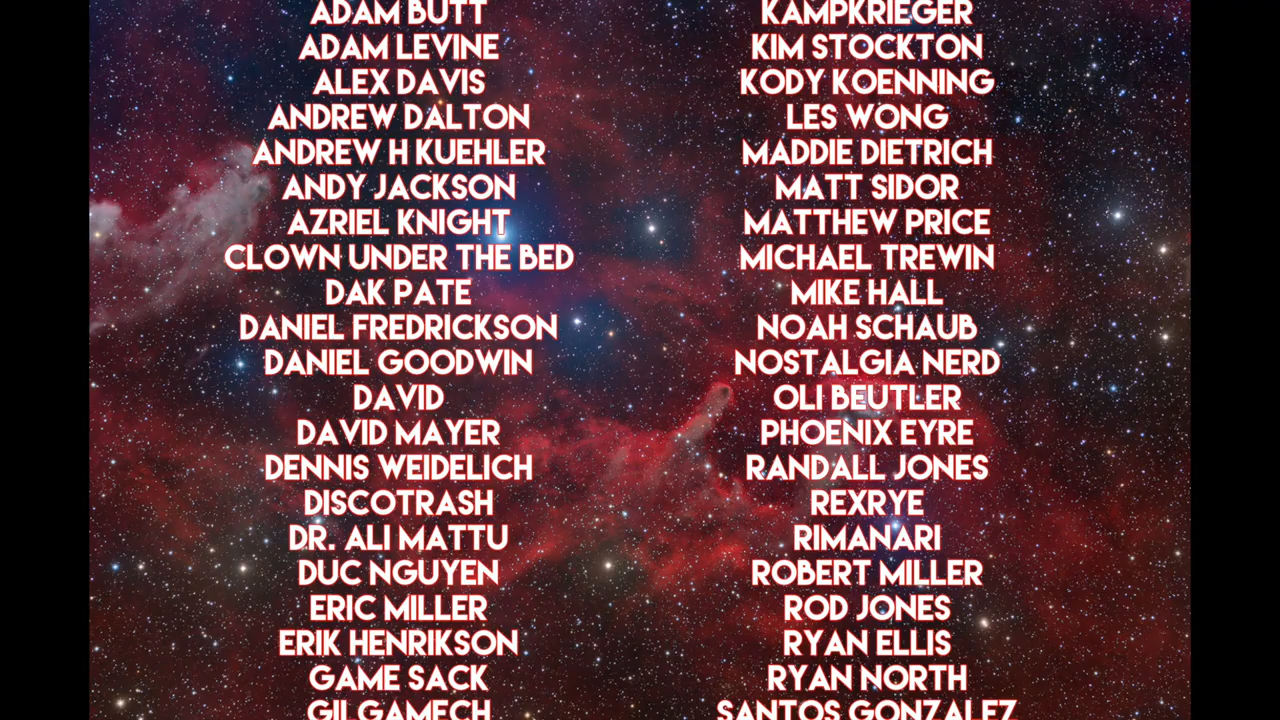 ADAM BUTT
ADAM LEVINE
ALEX DAVIS
ANDREW DALTON
ANDREW H KUEHLER
ANDY JACKSON
AZRIEL KNIGHT
CLOWN UNDER THE BED
DAK PATE
DANIEL FREDRICKSON
DANIEL GOODWIN
DAVID
DAVID MAYER
DENNIS WEIDELICH
DISCOTRASH
DR. ALI MATTU
DUC NGUYEN
ERIC MILLER
ERIK HENRIKSON
GAME SACK
GILGAMECH
KAMPKRIEGER
KIM STOCKTON
KODY KOENNING
LES WONG
MADDIE DIETRICH
MATT SIDOR
MATTHEW PRICE
MICHAEL TREWIN
MIKE HALL
NOAH SCHAUB
NOSTALGIA NERD
OLI BEUTLER
PHOENIX EYRE
RANDALL JONES
REXRYE
RIMANARI
ROBERT MILLER
ROD JONES
RYAN ELLIS
RYAN NORTH
SANTOS GONZALEZ